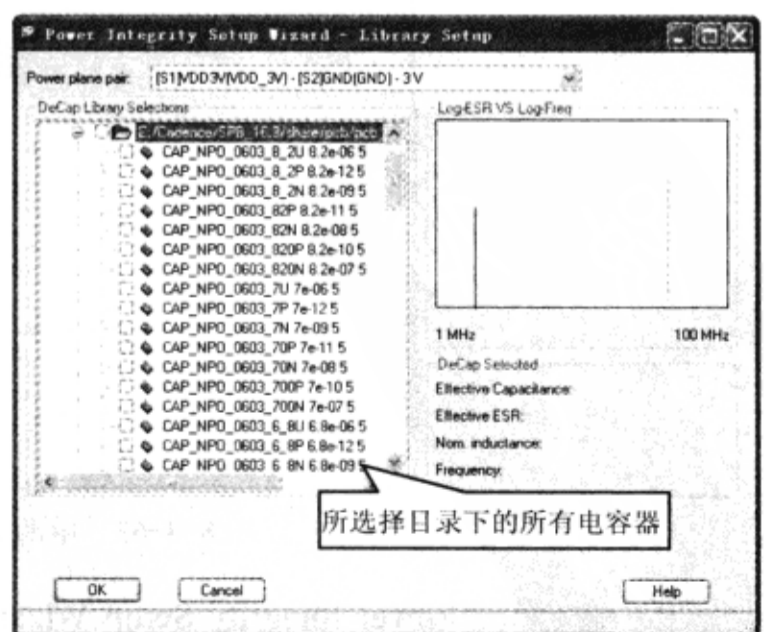 Power Integrity Setup Wizard - Library Setup
Power plane pair: [S1]VDD3V(VDD_3V) - [S2]GND(GND) - 3 V
DeCap Library Selections
Log-ESR VS Log-Freq
E:/Cadence/SPB_16.3/share/pcb/pcb
CAP_NPO_0603_8_2U 8.2e-06 5
CAP_NPO_0603_8_2P 8.2e-12 5
CAP_NPO_0603_8_2N 8.2e-09 5
CAP_NPO_0603_82P 8.2e-11 5
CAP_NPO_0603_82N 8.2e-08 5
CAP_NPO_0603_820P 8.2e-10 5
CAP_NPO_0603_820N 8.2e-07 5
CAP_NPO_0603_7U 7e-06 5
CAP_NPO_0603_7P 7e-12 5
CAP_NPO_0603_7N 7e-09 5
CAP_NPO_0603_70P 7e-11 5
CAP_NPO_0603_70N 7e-08 5
CAP_NPO_0603_700P 7e-10 5
CAP_NPO_0603_700N 7e-07 5
CAP_NPO_0603_6_8U 6.8e-06 5
CAP_NPO_0603_6_8P 6.8e-12 5
CAP_NPO_0603_6_8N 6.8e-09 5
1 MHz 100 MHz
DeCap Selected
Effective Capacitance:
Effective ESR:
Nom. inductance:
Frequency:
所选择目录下的所有电容器
OK Cancel Help